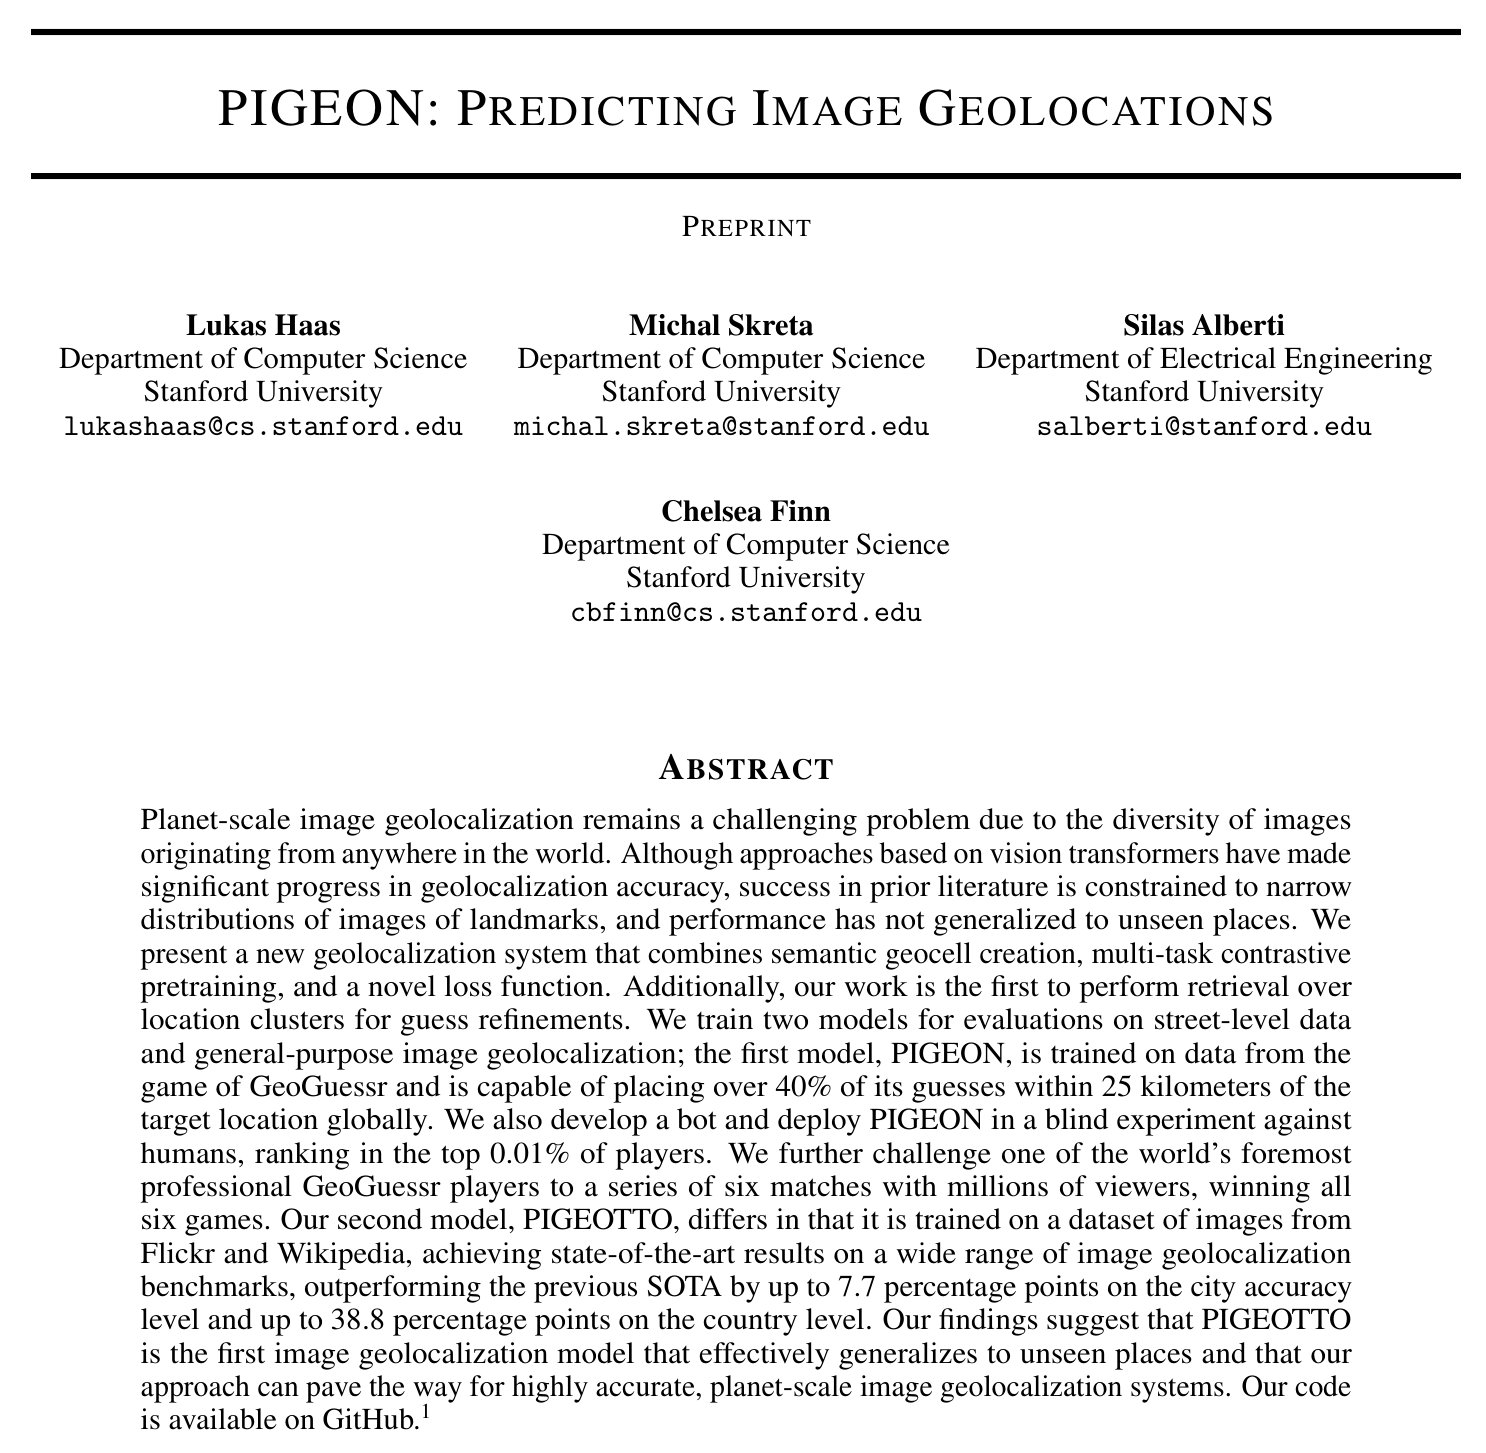 PIGEON: PREDICTING IMAGE GEOLOCATIONS
PREPRINT
Lukas Haas
Department of Computer Science
Stanford University
lukashaas@cs.stanford.edu
Michal Skreta
Department of Computer Science
Stanford University
michal.skreta@stanford.edu
Silas Alberti
Department of Electrical Engineering
Stanford University
salberti@stanford.edu
Chelsea Finn
Department of Computer Science
Stanford University
cbfinn@cs.stanford.edu
ABSTRACT
Planet-scale image geolocalization remains a challenging problem due to the diversity of images
originating from anywhere in the world. Although approaches based on vision transformers have made
significant progress in geolocalization accuracy, success in prior literature is constrained to narrow
distributions of images of landmarks, and performance has not generalized to unseen places. We
present a new geolocalization system that combines semantic geocell creation, multi-task contrastive
pretraining, and a novel loss function. Additionally, our work is the first to perform retrieval over
location clusters for guess refinements. We train two models for evaluations on street-level data
and general-purpose image geolocalization; the first model, PIGEON, is trained on data from the
game of GeoGuessr and is capable of placing over 40% of its guesses within 25 kilometers of the
target location globally. We also develop a bot and deploy PIGEON in a blind experiment against
humans, ranking in the top 0.01% of players. We further challenge one of the world's foremost
professional GeoGuessr players to a series of six matches with millions of viewers, winning all
six games. Our second model, PIGEOTTO, differs in that it is trained on a dataset of images from
Flickr and Wikipedia, achieving state-of-the-art results on a wide range of image geolocalization
benchmarks, outperforming the previous SOTA by up to 7.7 percentage points on the city accuracy
level and up to 38.8 percentage points on the country level. Our findings suggest that PIGEOTTO
is the first image geolocalization model that effectively generalizes to unseen places and that our
approach can pave the way for highly accurate, planet-scale image geolocalization systems. Our code
is available on GitHub.¹